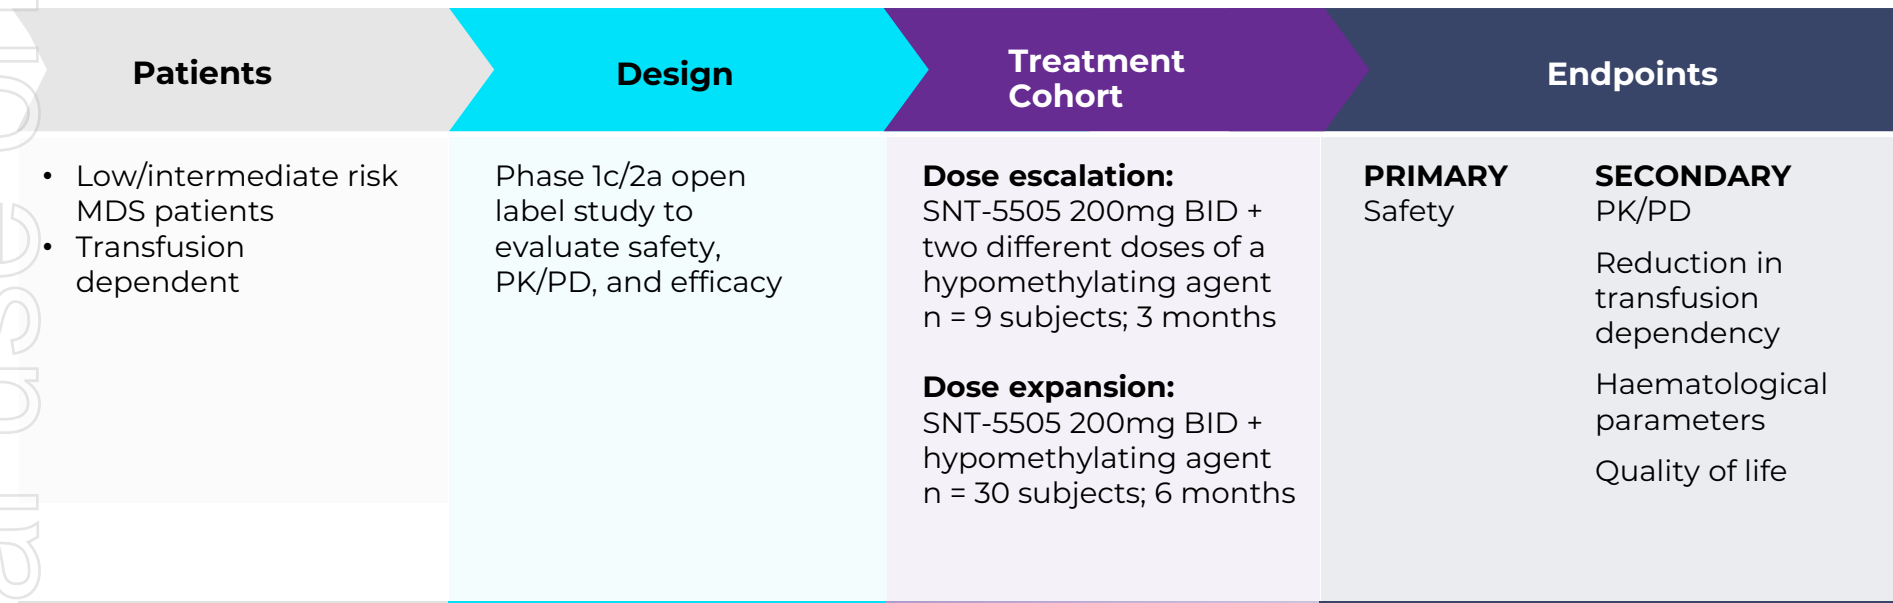 Patients
Design
Treatment
Cohort
Endpoints
• Low/intermediate risk
MDS patients
• Transfusion
dependent
Phase 1c/2a open
label study to
evaluate safety,
PK/PD, and efficacy
Dose escalation:
SNT-5505 200mg BID +
two different doses of a
hypomethylating agent
n = 9 subjects; 3 months
Dose expansion:
SNT-5505 200mg BID +
hypomethylating agent
n = 30 subjects; 6 months
PRIMARY
Safety
SECONDARY
PK/PD
Reduction in
transfusion
dependency
Haematological
parameters
Quality of life
al use on